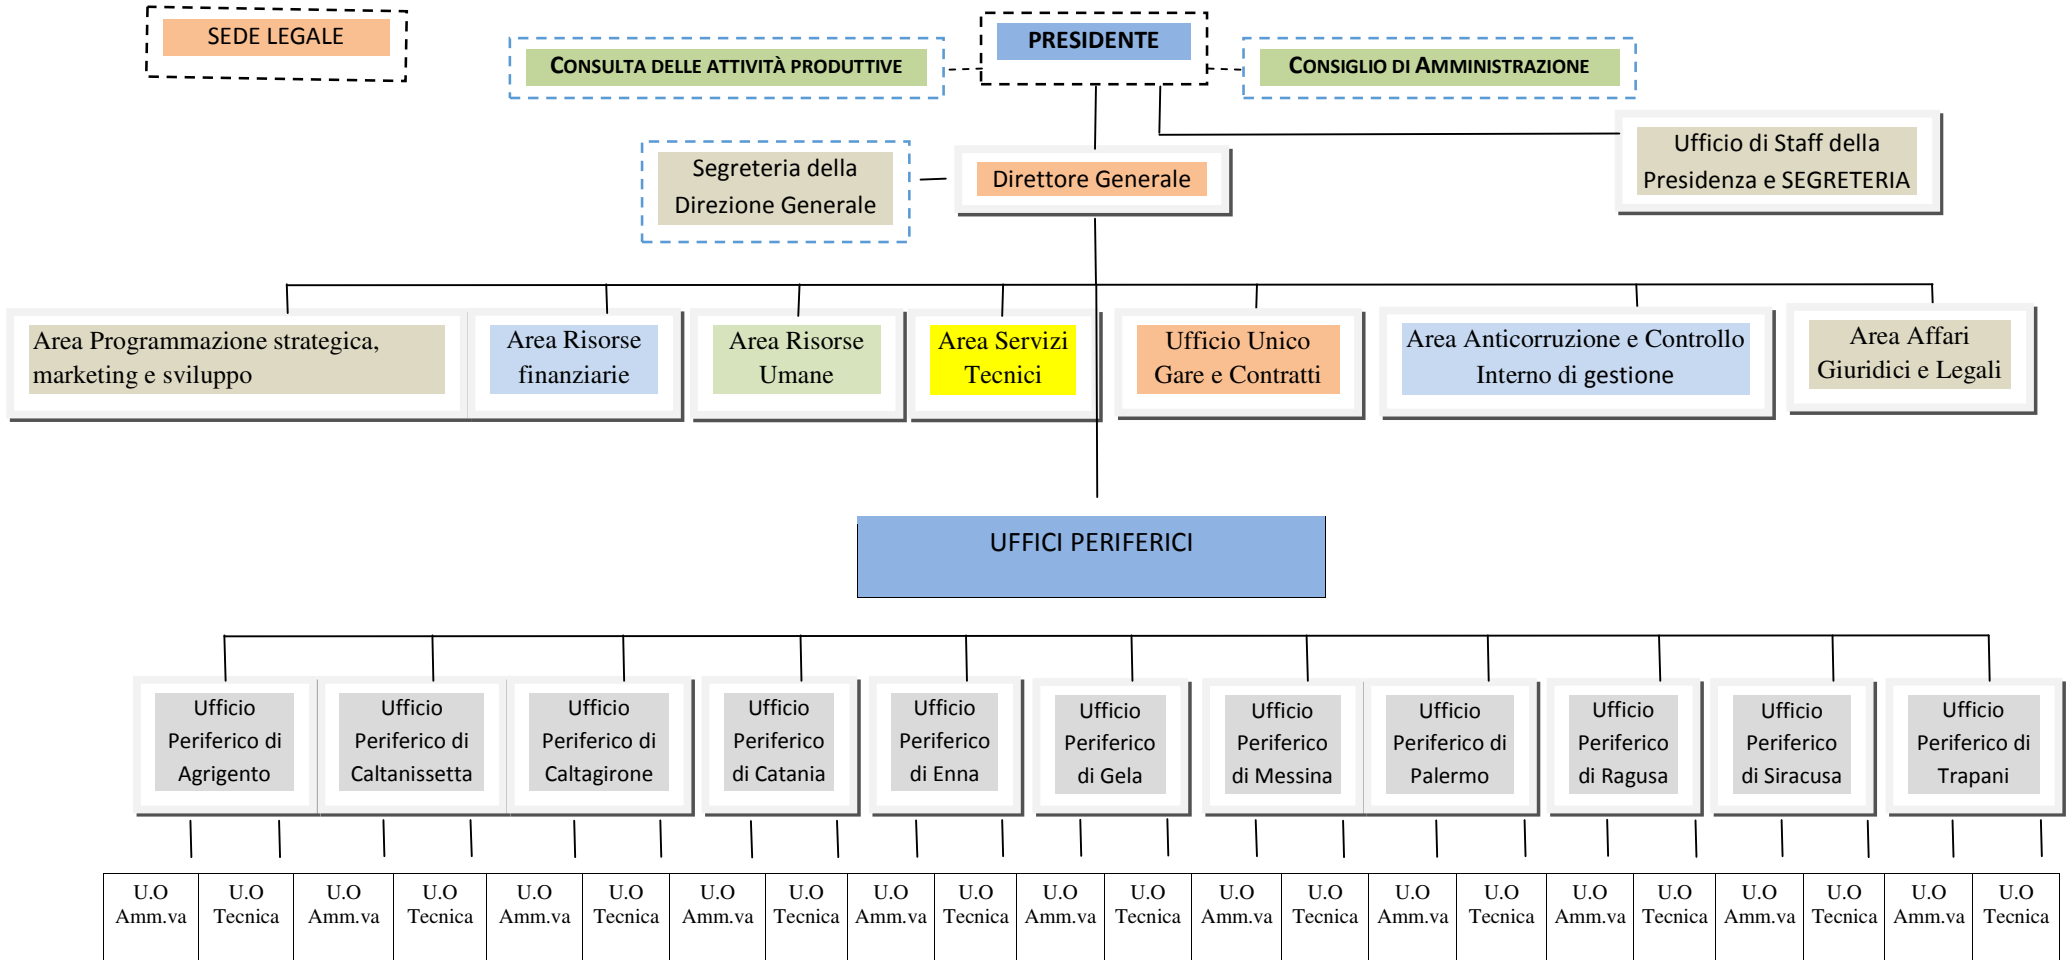 SEDE LEGALE
PRESIDENTE
CONSULTA DELLE ATTIVITÀ PRODUTTIVE
CONSIGLIO DI AMMINISTRAZIONE
Segreteria della
Direzione Generale
Direttore Generale
Ufficio di Staff della
Presidenza e SEGRETERIA
Area Programmazione strategica,
marketing e sviluppo
Area Risorse
finanziarie
Area Risorse
Umane
Area Servizi
Tecnici
Ufficio Unico
Gare e Contratti
Area Anticorruzione e Controllo
Interno di gestione
Area Affari
Giuridici e Legali
UFFICI PERIFERICI
Ufficio
Periferico di
Agrigento
Ufficio
Periferico di
Caltanissetta
Ufficio
Periferico di
Caltagirone
Ufficio
Periferico
di Catania
Ufficio
Periferico
di Enna
Ufficio
Periferico
di Gela
Ufficio
Periferico
di Messina
Ufficio
Periferico di
Palermo
Ufficio
Periferico
di Ragusa
Ufficio
Periferico
di Siracusa
Ufficio
Periferico di
Trapani
U.O
Amm.va
U.O
Tecnica
U.O
Amm.va
U.O
Tecnica
U.O
Amm.va
U.O
Tecnica
U.O
Amm.va
U.O
Tecnica
U.O
Amm.va
U.O
Tecnica
U.O
Amm.va
U.O
Tecnica
U.O
Amm.va
U.O
Tecnica
U.O
Amm.va
U.O
Tecnica
U.O
Amm.va
U.O
Tecnica
U.O
Amm.va
U.O
Tecnica
U.O
Amm.va
U.O
Tecnica